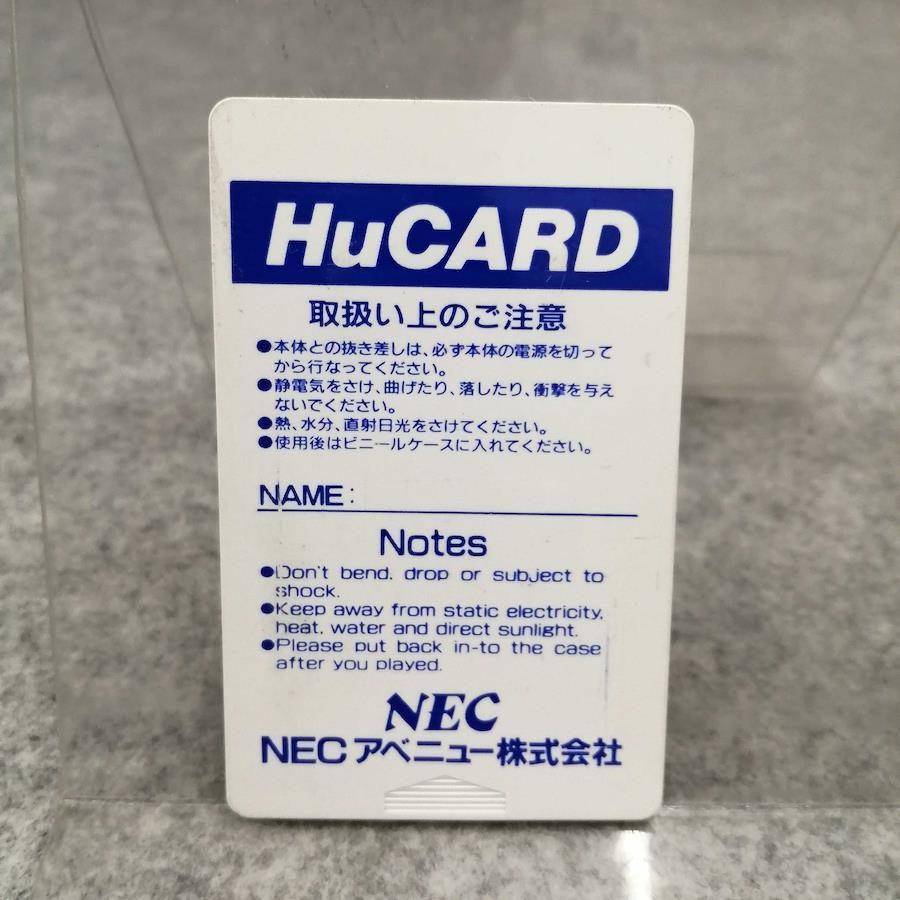 HuCARD
取扱い上のご注意
●本体との抜き差しは、必ず本体の電源を切って
から行なってください。
●静電気をさけ、曲げたり、落したり、衝撃を与え
ないでください。
●熱、水分、直射日光をさけてください。
●使用後はビニールケースに入れてください。
NAME:
Notes
●Don't bend, drop or subject to
shock.
●Keep away from static electricity,
heat, water and direct sunlight.
●Please put back in-to the case
after you played.
NEC
NECアベニュー株式会社